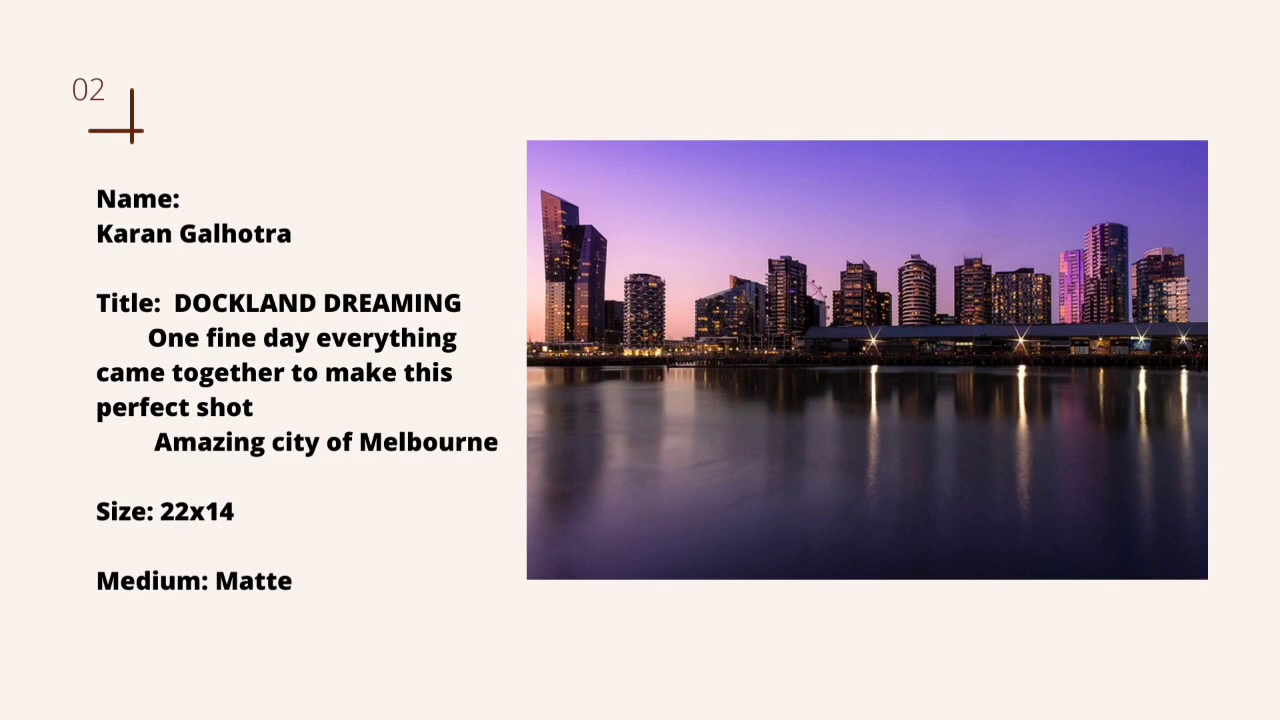 02
Name:
Karan Galhotra
Title: DOCKLAND DREAMING
One fine day everything
came together to make this
perfect shot
Amazing city of Melbourne
Size: 22x14
Medium: Matte